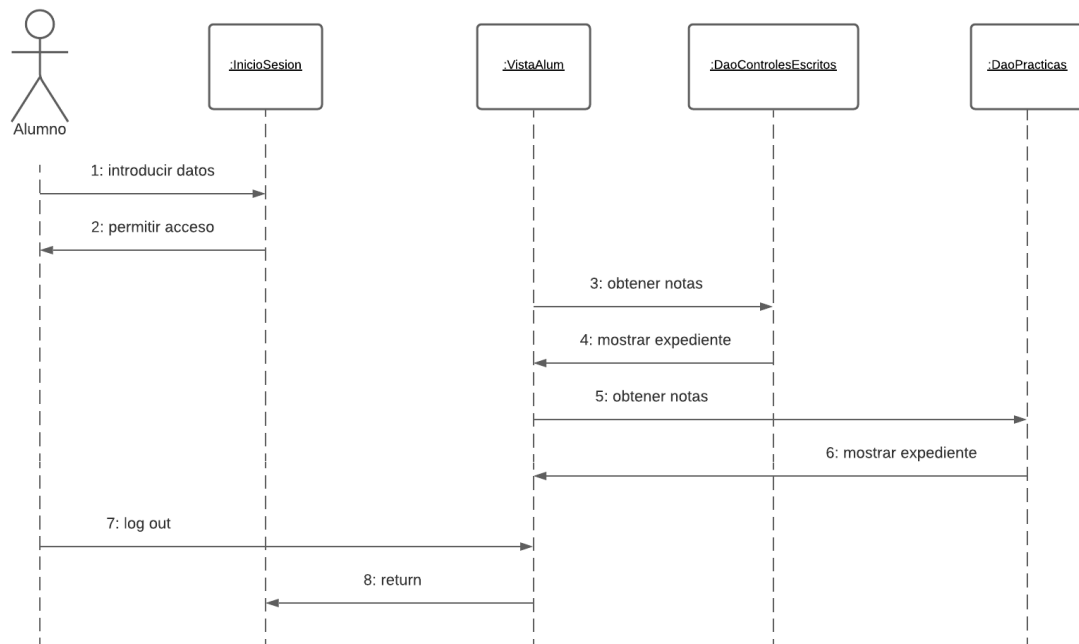 :InicioSesion
:VistaAlum
:DaoControlesEscritos
:DaoPracticas
Alumno
1: introducir datos
2: permitir acceso
3: obtener notas
4: mostrar expediente
5: obtener notas
6: mostrar expediente
7: log out
8: return